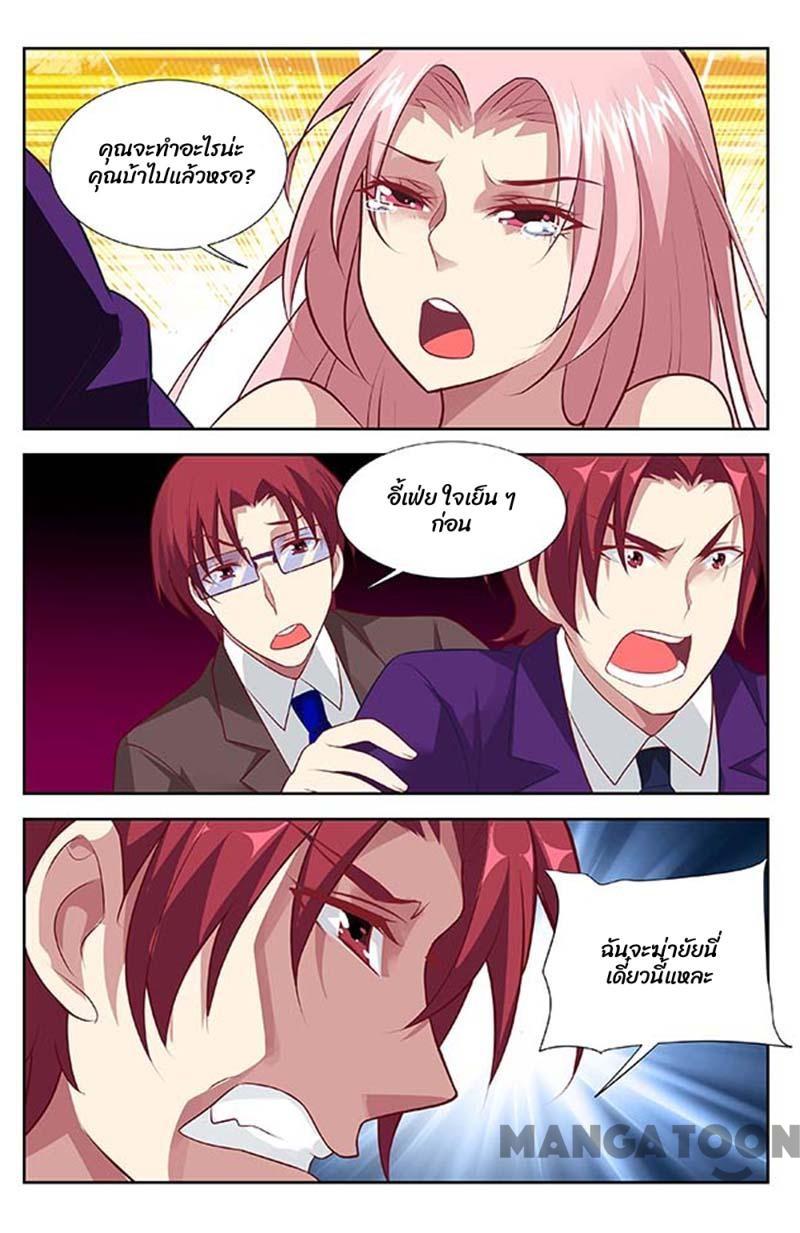 คุณจะทำอะไรน่ะ
คุณบ้าไปแล้วหรอ?
อี้เฟ่ย ใจเย็น ๆ
ก่อน
ฉันจะฆ่ายัยนี่
เดี๋ยวนี้แหละ
MANGATOON